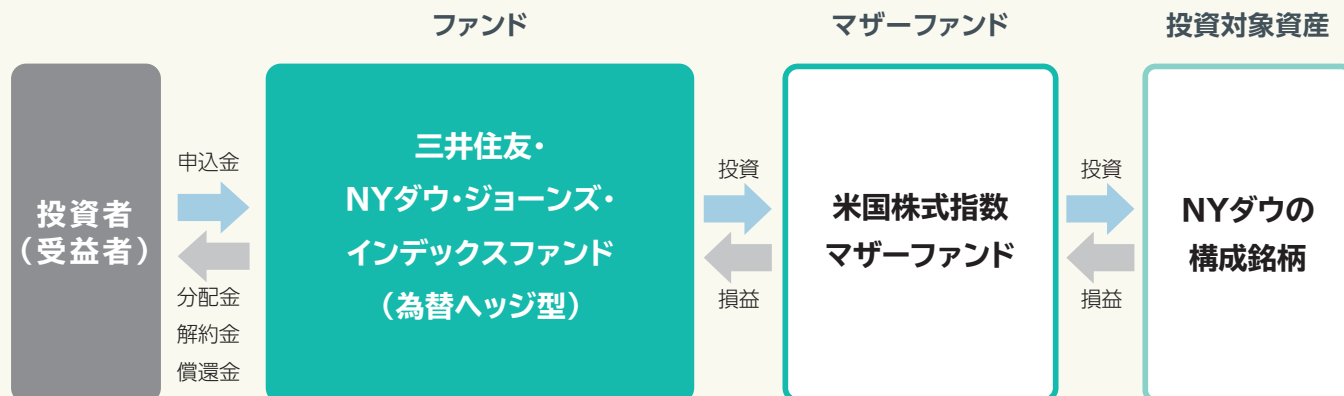 ファンド
マザーファンド
投資対象資産
投資者
（受益者）
申込金
分配金
解約金
償還金
三井住友・
NYダウ・ジョーンズ・
インデックスファンド
（為替ヘッジ型）
投資
損益
米国株式指数
マザーファンド
投資
損益
NYダウの
構成銘柄